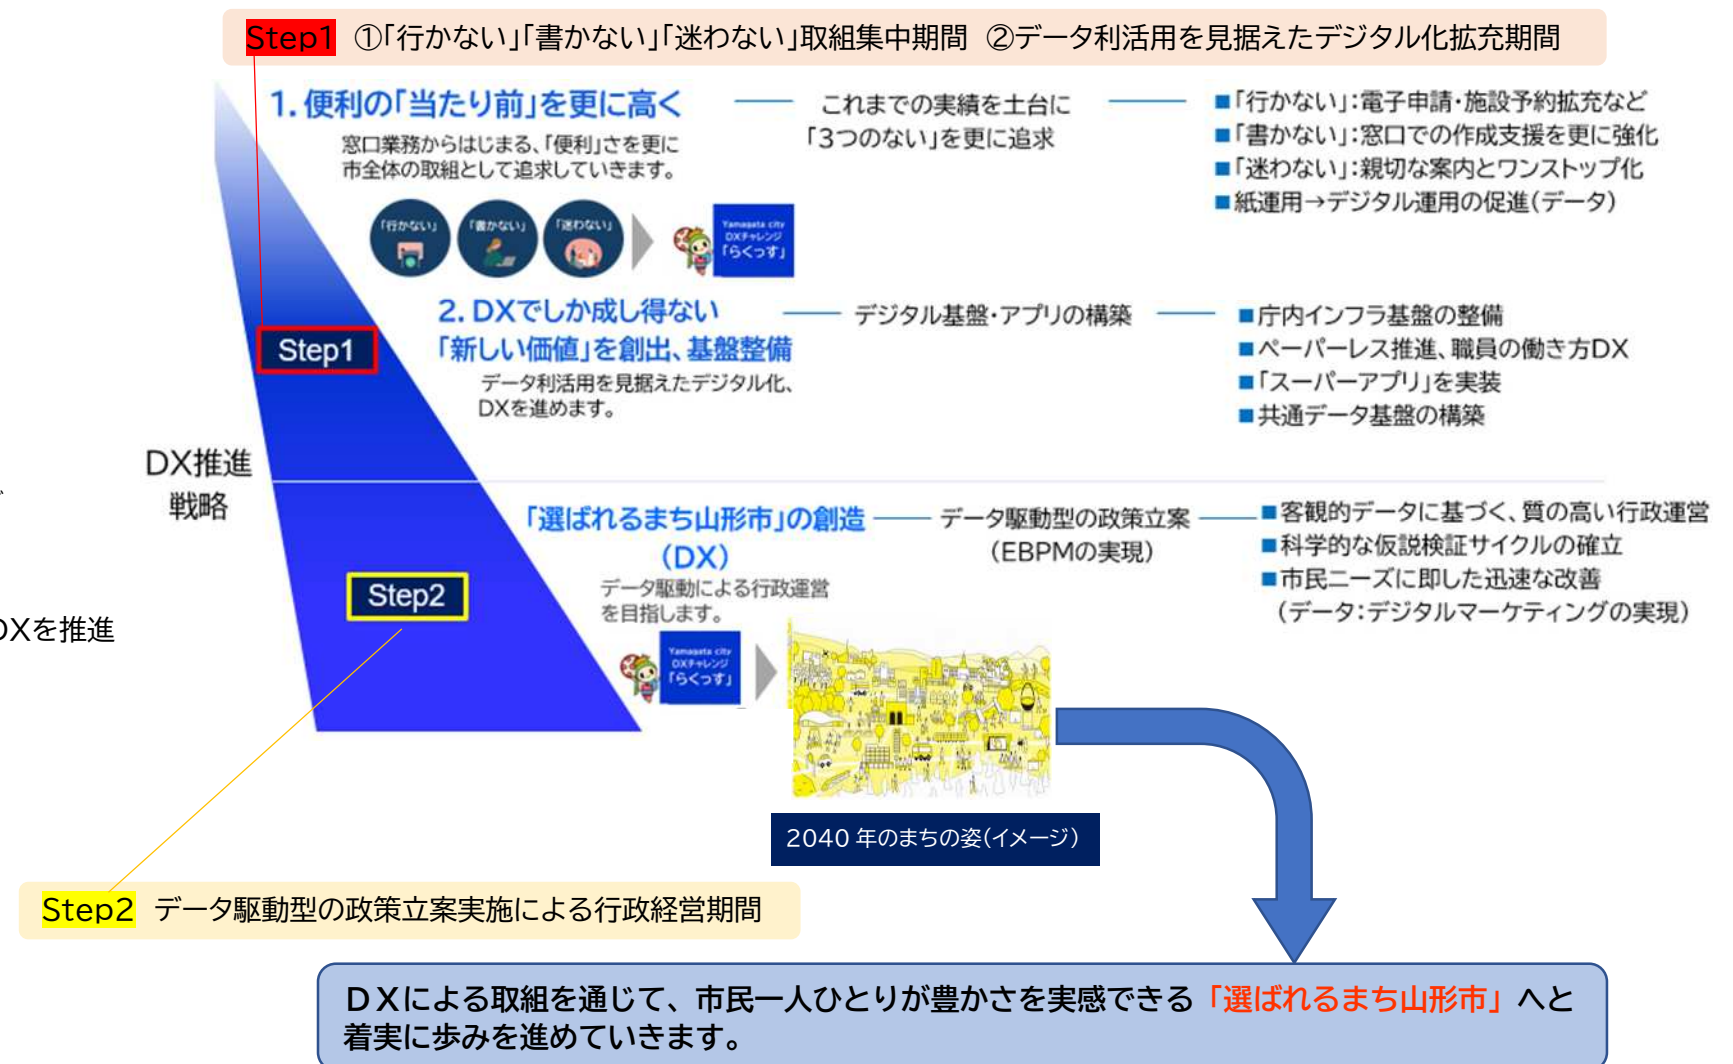 Step1 ①「行かない」「書かない」「迷わない」取組集中期間 ②データ利活用を見据えたデジタル化拡充期間
1. 便利の「当たり前」を更に高く
窓口業務からはじまる、「便利」さを更に
市全体の取組として追求していきます。
これまでの実績を土台に
「3つのない」を更に追求
■「行かない」:電子申請・施設予約拡充など
■「書かない」:窓口での作成支援を更に強化
■「迷わない」:親切な案内とワンストップ化
■紙運用→デジタル運用の促進(データ)
「行かない」
「書かない」
「迷わない」
Yamagata city
DXチャレンジ
「らくっす」
2. DXでしか成し得ない
「新しい価値」を創出、基盤整備
データ利活用を見据えたデジタル化、
DXを進めます。
デジタル基盤・アプリの構築
■庁内インフラ基盤の整備
■ペーパーレス推進、職員の働き方DX
■「スーパーアプリ」を実装
■共通データ基盤の構築
Step1
DX推進
戦略
「選ばれるまち山形市」の創造
(DX)
データ駆動による行政運営
を目指します。
データ駆動型の政策立案
(EBPMの実現)
■客観的データに基づく、質の高い行政運営
■科学的な仮説検証サイクルの確立
■市民ニーズに即した迅速な改善
(データ:デジタルマーケティングの実現)
Step2
DXを推進
Yamagata city
DXチャレンジ
「らくっす」
2040 年のまちの姿(イメージ)
Step2 データ駆動型の政策立案実施による行政経営期間
DXによる取組を通じて、市民一人ひとりが豊かさを実感できる「選ばれるまち山形市」へと
着実に歩みを進めていきます。